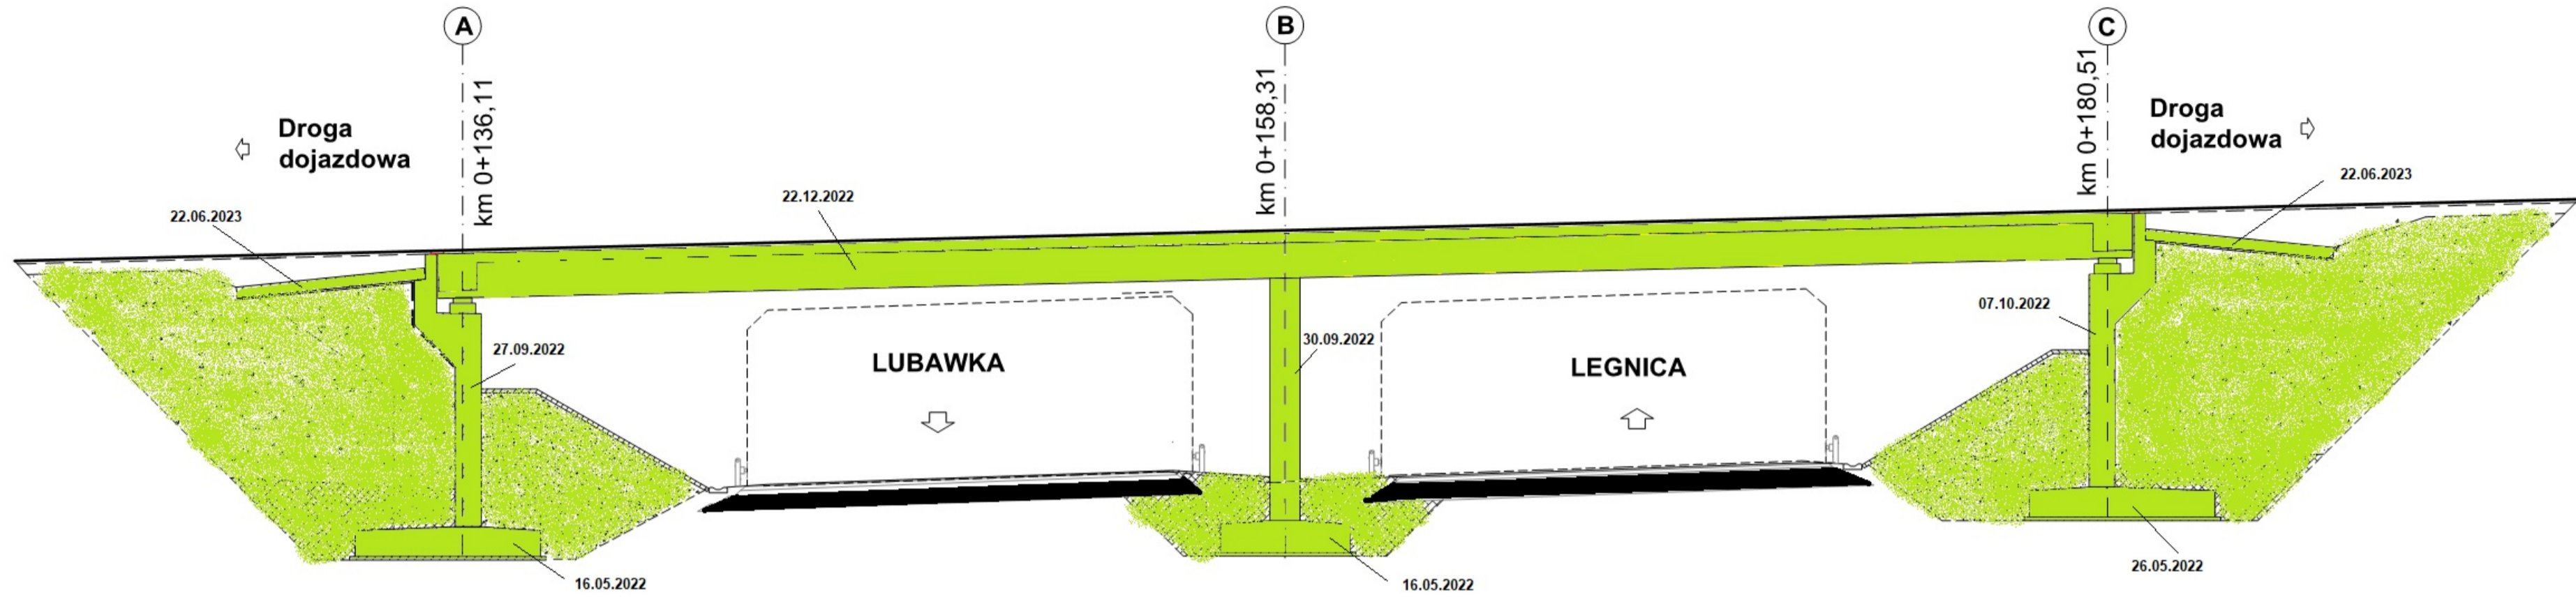 A
B
C
km 0+136,11
km 0+158,31
km 0+180,51
Droga
dojazdowa
Droga
dojazdowa
22.06.2023
22.12.2022
22.06.2023
27.09.2022
LUBAWKA
30.09.2022
LEGNICA
07.10.2022
16.05.2022
16.05.2022
26.05.2022